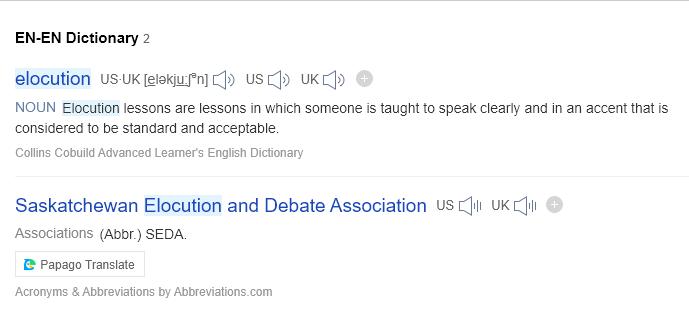 EN-EN Dictionary 2
elocution US·UK [eləkjuːʃᵊn] US UK
NOUN Elocution lessons are lessons in which someone is taught to speak clearly and in an accent that is
considered to be standard and acceptable.
Collins Cobuild Advanced Learner's English Dictionary
Saskatchewan Elocution and Debate Association US UK
Associations (Abbr.) SEDA.
Papago Translate
Acronyms & Abbreviations by Abbreviations.com